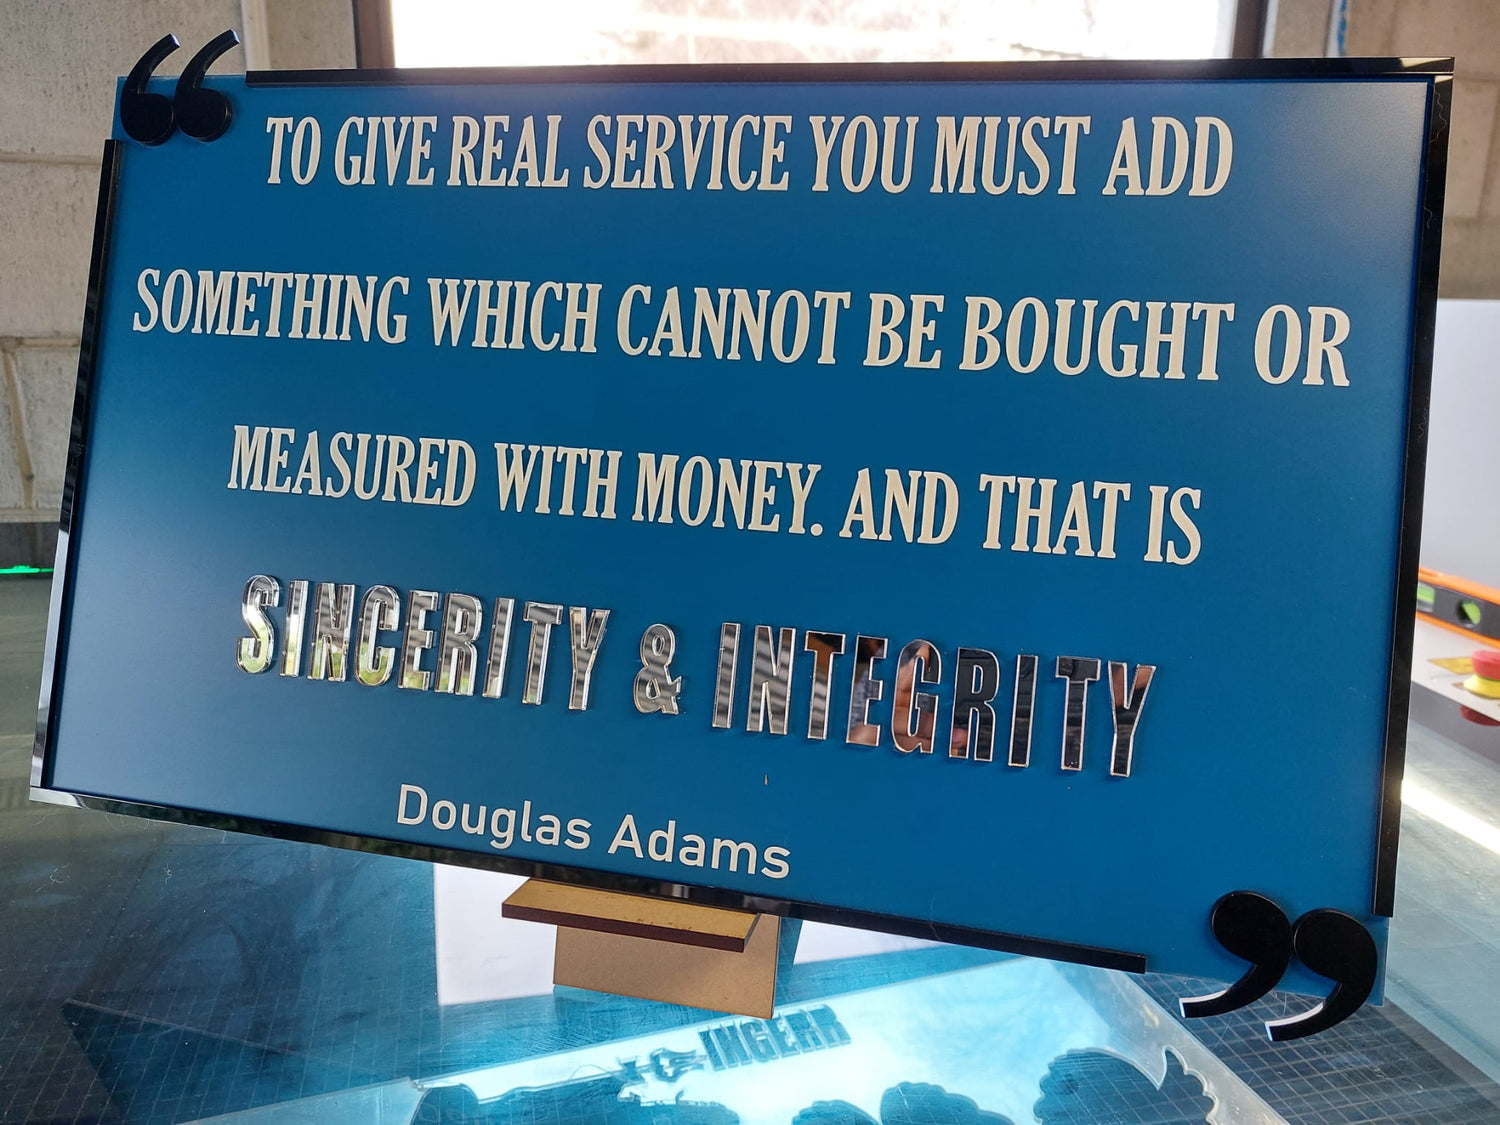 TO GIVE REAL SERVICE YOU MUST ADD
SOMETHING WHICH CANNOT BE BOUGHT OR
MEASURED WITH MONEY. AND THAT IS
SINCERITY & INTEGRITY
Douglas Adams